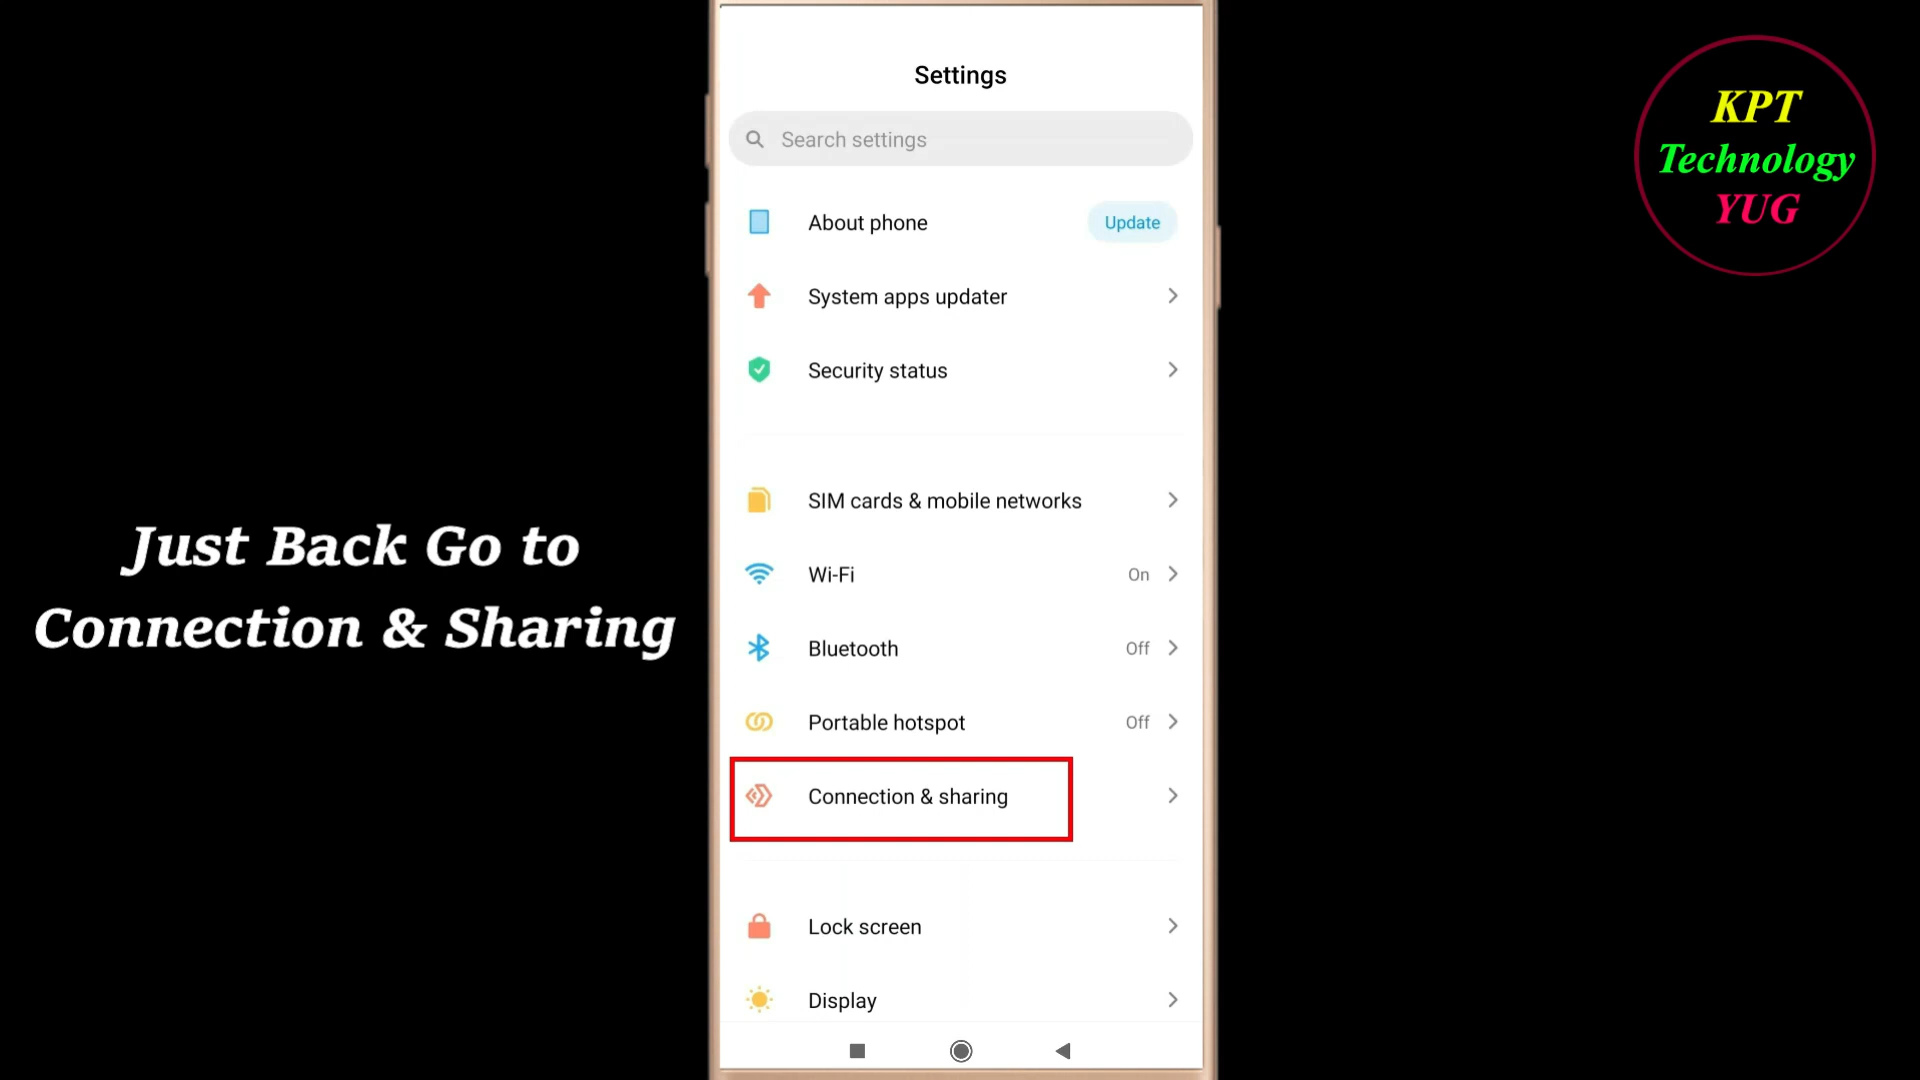 Settings
Search settings
About phone
Update
System apps updater
Security status
SIM cards & mobile networks
Wi-Fi
On
Bluetooth
Off
Portable hotspot
Off
Connection & sharing
Lock screen
Display
Just Back Go to
Connection & Sharing
KPT
Technology
YUG